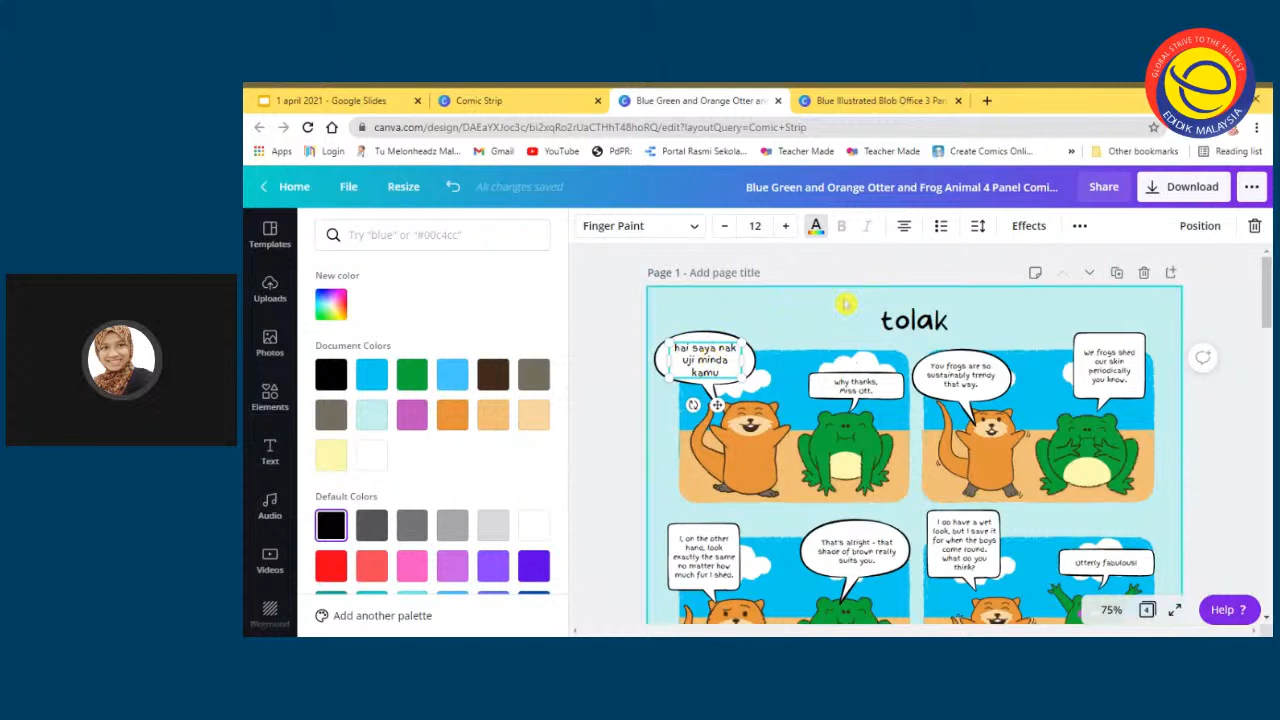 GLOBAL STRIVE TO THE FULLEST
EDIDIK MALAYSIA
1 april 2021 - Google Slides
Comic Strip
Blue Green and Orange Otter an
Blue Illustrated Blob Office 3 Pan
canva.com/design/DAEaYXJoc3c/bi2xqRo2rUaCTHhT48hoRQ/edit?layoutQuery=Comic+Strip
Apps
Login
Tu Melonheadz Mal...
Gmail
YouTube
PdPR:
Portal Rasmi Sekola...
Teacher Made
Teacher Made
Create Comics Onli...
»
Other bookmarks
Reading list
Home
File
Resize
All changes saved
Blue Green and Orange Otter and Frog Animal 4 Panel Comi...
Share
Download
Templates
Uploads
Photos
Elements
Text
Audio
Videos
Try "blue" or "#00c4cc"
New color
Document Colors
Default Colors
Add another palette
Finger Paint
12
A
B
I
Effects
Position
Page 1 - Add page title
tolak
hai saya nak
uji minda
kamu
Why thanks,
Miss Ott.
You frogs are so
sustainably trendy
that way.
We frogs shed
our skin
periodically
you know.
I, on the other
hand, look
exactly the same
no matter how
much fur I shed.
That's alright - that
shade of brown really
suits you.
I do have a wet
look, but I save it
for when the boys
come round.
What do you
think?
Utterly fabulous!
75%
4
Help ?